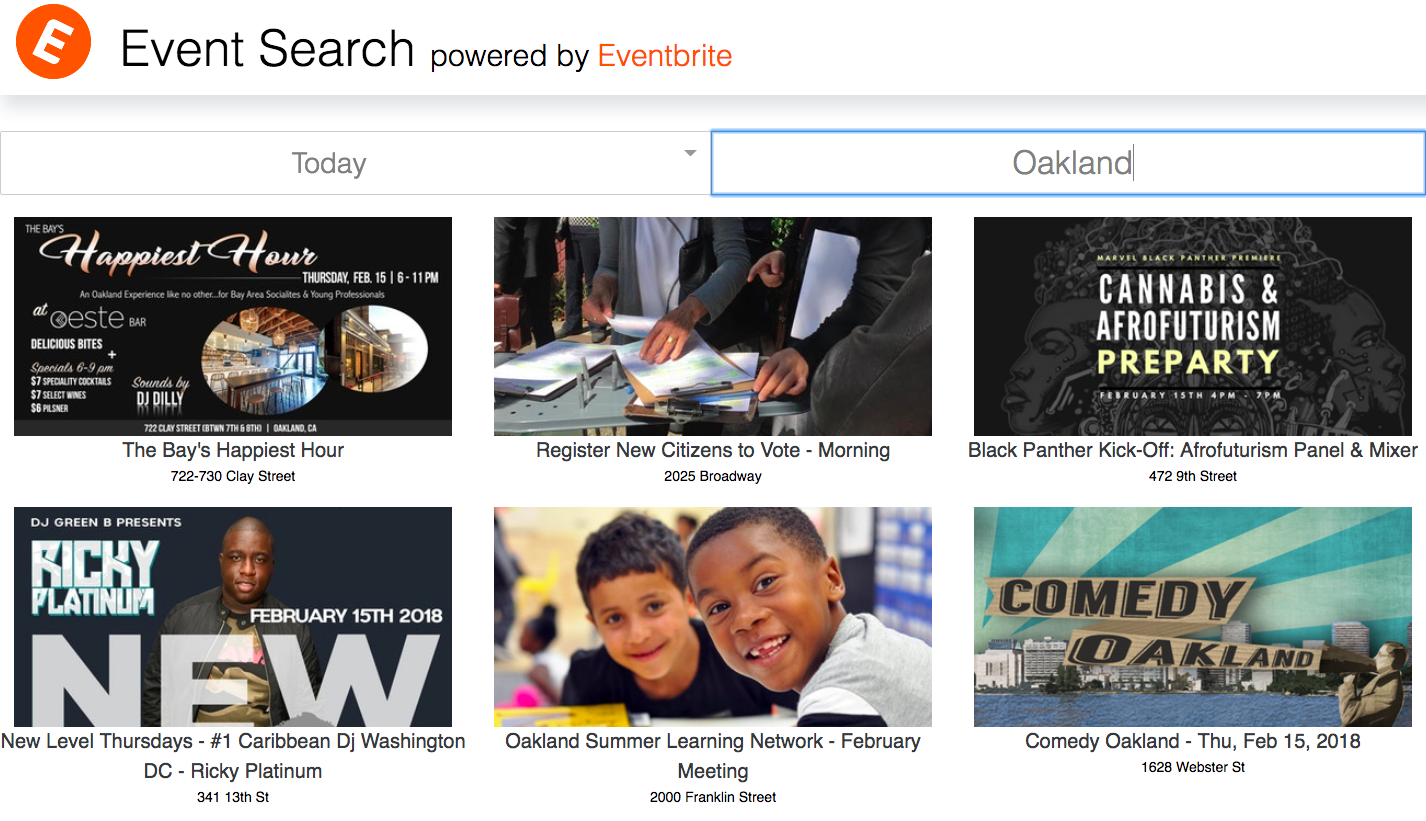 E
Event Search powered by Eventbrite
Today
Oakland
THE BAY'S
Happiest Hour
THURSDAY, FEB. 15 | 6 - 11 PM
An Oakland Experience like no other...for Bay Area Socialites & Young Professionals
at oeste BAR
DELICIOUS BITES
+
Specials 6-9 pm
$7 SPECIALITY COCKTAILS
$7 SELECT WINES
$6 PILSNER
Sounds by
DJ DILLY
722 CLAY STREET (BTWN 7TH & 8TH) | OAKLAND, CA
The Bay's Happiest Hour
722-730 Clay Street
Register New Citizens to Vote - Morning
2025 Broadway
MARVEL BLACK PANTHER PREMIERE
CANNABIS &
AFROFUTURISM
PREPARTY
FEBRUARY 15TH 4PM - 7PM
Black Panther Kick-Off: Afrofuturism Panel & Mixer
472 9th Street
DJ GREEN B PRESENTS
RICKY
PLATINUM
FEBRUARY 15TH 2018
NEW
New Level Thursdays - #1 Caribbean Dj Washington
DC - Ricky Platinum
341 13th St
Oakland Summer Learning Network - February
Meeting
2000 Franklin Street
COMEDY
OAKLAND
Comedy Oakland - Thu, Feb 15, 2018
1628 Webster St